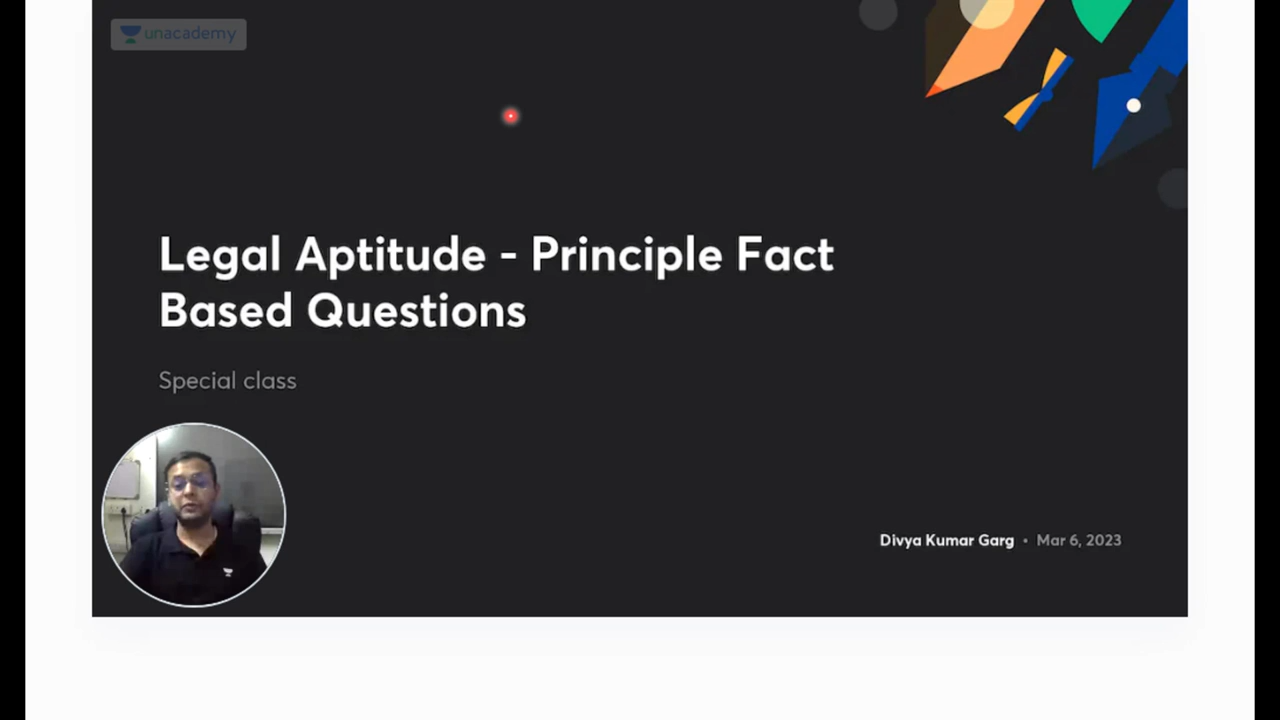 unacademy
Legal Aptitude - Principle Fact
Based Questions
Special class
Divya Kumar Garg • Mar 6, 2023